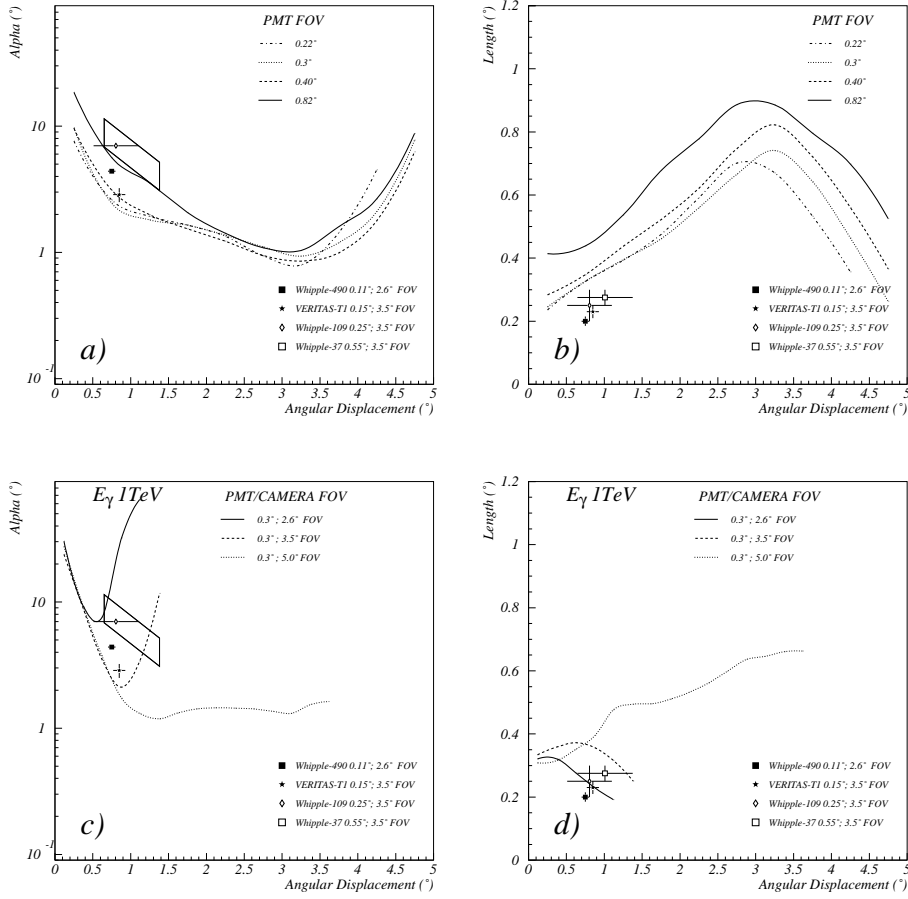 Alpha (°)
PMT FOV
0.22°
0.3°
0.40°
0.82°
10
1
10 -1
Whipple-490 0.11°; 2.6° FOV
VERITAS-T1 0.15°; 3.5° FOV
Whipple-109 0.25°; 3.5° FOV
Whipple-37 0.55°; 3.5° FOV
a)
0 0.5 1 1.5 2 2.5 3 3.5 4 4.5 5
Angular Displacement (°)
Length (°)
PMT FOV
0.22°
0.3°
0.40°
0.82°
1.2
1
0.8
0.6
0.4
0.2
0
Whipple-490 0.11°; 2.6° FOV
VERITAS-T1 0.15°; 3.5° FOV
Whipple-109 0.25°; 3.5° FOV
Whipple-37 0.55°; 3.5° FOV
b)
0 0.5 1 1.5 2 2.5 3 3.5 4 4.5 5
Angular Displacement (°)
Alpha (°)
Eγ 1TeV
PMT/CAMERA FOV
0.3° ; 2.6° FOV
0.3° ; 3.5° FOV
0.3° ; 5.0° FOV
10
1
10 -1
Whipple-490 0.11°; 2.6° FOV
VERITAS-T1 0.15°; 3.5° FOV
Whipple-109 0.25°; 3.5° FOV
Whipple-37 0.55°; 3.5° FOV
c)
0 0.5 1 1.5 2 2.5 3 3.5 4 4.5 5
Angular Displacement (°)
Length (°)
Eγ 1TeV
PMT/CAMERA FOV
0.3° ; 2.6° FOV
0.3° ; 3.5° FOV
0.3° ; 5.0° FOV
1.2
1
0.8
0.6
0.4
0.2
0
Whipple-490 0.11°; 2.6° FOV
VERITAS-T1 0.15°; 3.5° FOV
Whipple-109 0.25°; 3.5° FOV
Whipple-37 0.55°; 3.5° FOV
d)
0 0.5 1 1.5 2 2.5 3 3.5 4 4.5 5
Angular Displacement (°)